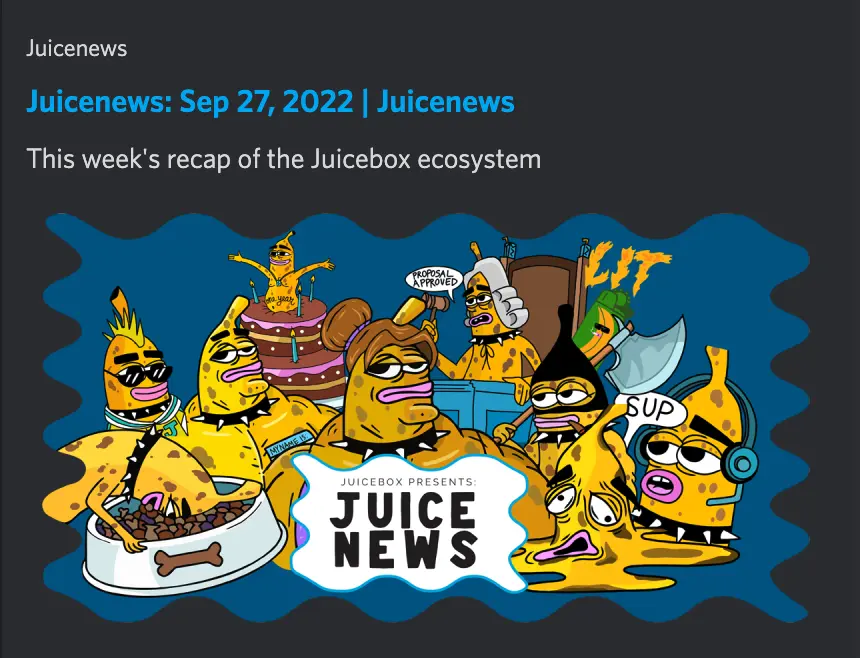 Juicenews
Juicenews: Sep 27, 2022 | Juicenews
This week's recap of the Juicebox ecosystem
LIT
PROPOSAL
APPROVED
one year
SUP
MY NAME IS
JUICEBOX PRESENTS:
JUICE
NEWS